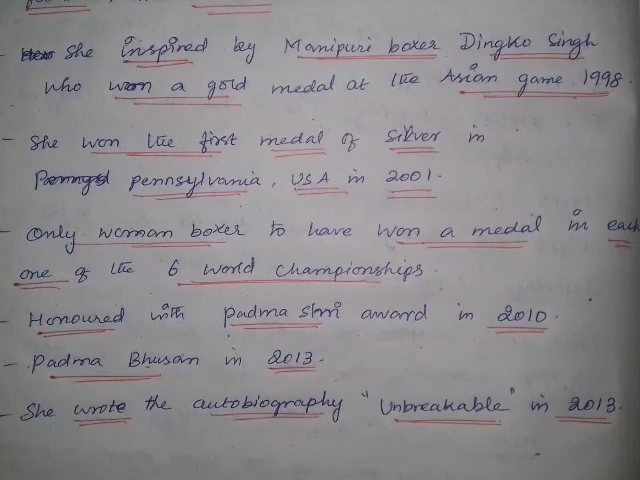 - She inspired by Manipuri boxer Dingko Singh
who won a gold medal at the Asian game 1998.
- She won the first medal of Silver in
pennsylvania, USA in 2001.
- Only woman boxer to have won a medal in each
one of the 6 world championships.
- Honoured with padma shri award in 2010.
- Padma Bhusan in 2013.
- She wrote the autobiography "Unbreakable" in 2013.